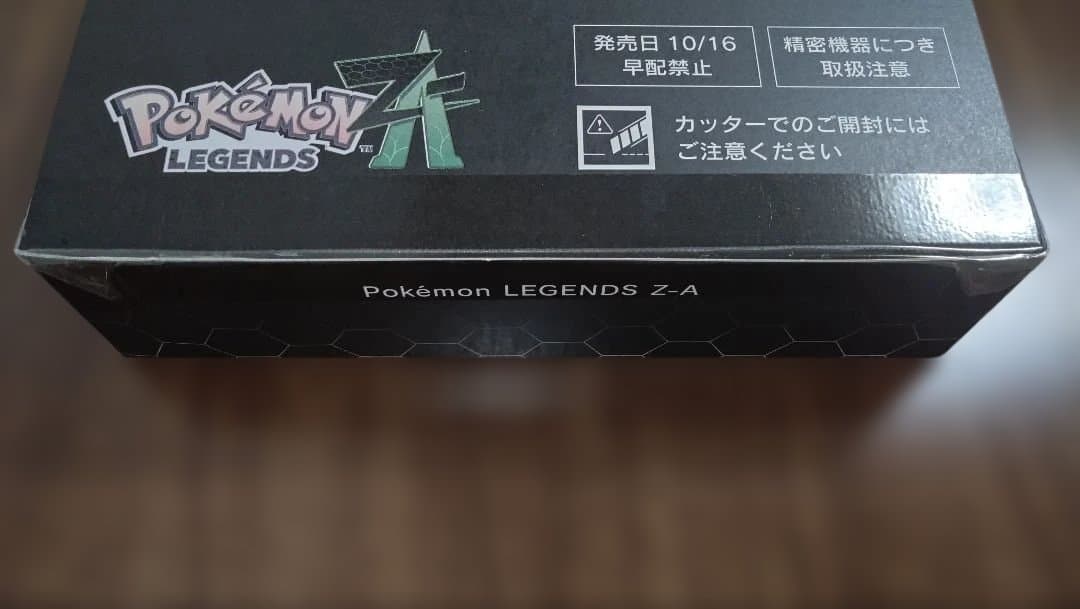 Pokémon
LEGENDS
Z-A
TM
発売日 10/16
早配禁止
精密機器につき
取扱注意
カッターでのご開封には
ご注意ください
Pokémon LEGENDS Z-A